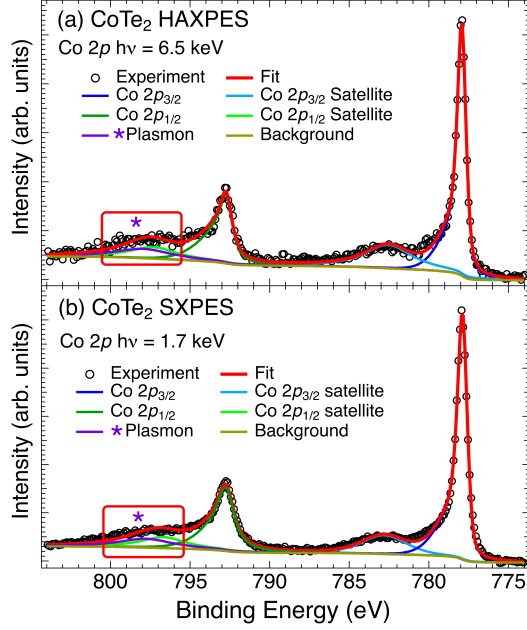 (a) CoTe2 HAXPES
Co 2p hν = 6.5 keV
Experiment Fit
Co 2p3/2 Co 2p3/2 Satellite
Co 2p1/2 Co 2p1/2 Satellite
*Plasmon Background
*
Intensity (arb. units)
(b) CoTe2 SXPES
Co 2p hν = 1.7 keV
Experiment Fit
Co 2p3/2 Co 2p3/2 satellite
Co 2p1/2 Co 2p1/2 satellite
*Plasmon Background
*
Intensity (arb. units)
800 795 790 785 780 775
Binding Energy (eV)